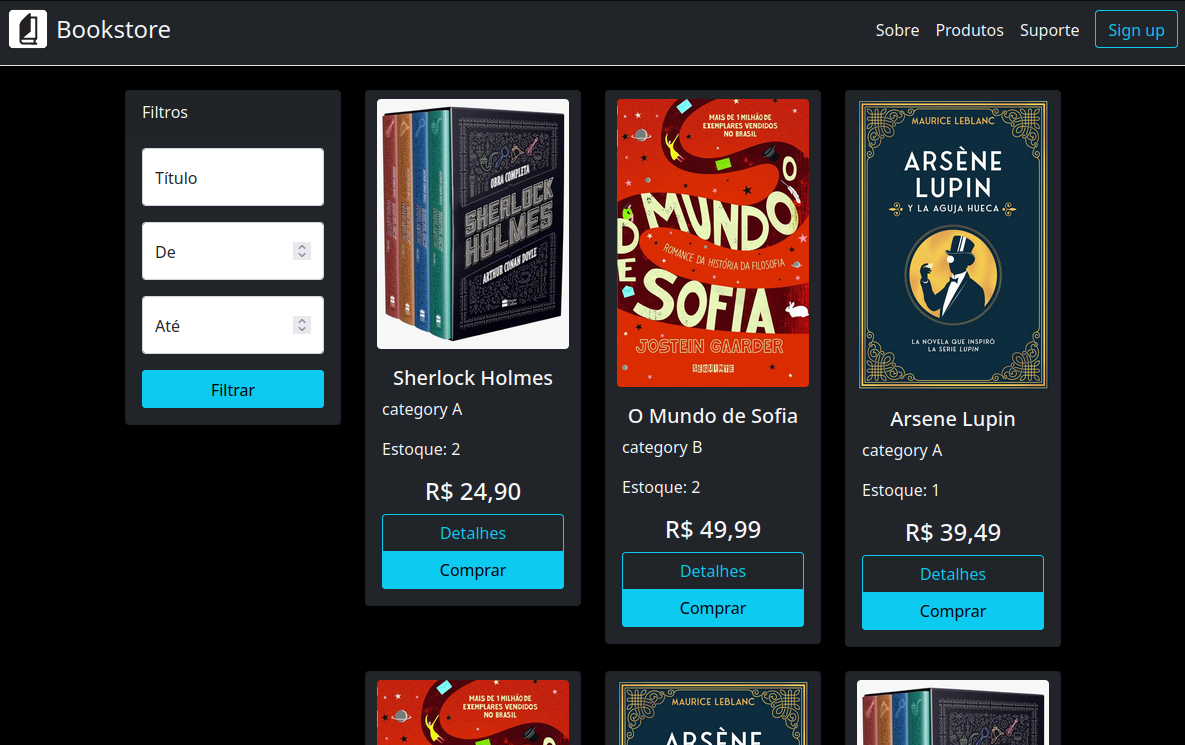 Bookstore
Sobre Produtos Suporte Sign up
Filtros
Título
De
Até
Filtrar
OBRA COMPLETA
SHERLOCK
HOLMES
ARTHUR CONAN DOYLE
Sherlock Holmes
category A
Estoque: 2
R$ 24,90
Detalhes
Comprar
MAIS DE 1 MILHÃO DE
EXEMPLARES VENDIDOS
NO BRASIL
O
MUNDO
DE
ROMANCE DA HISTÓRIA DA FILOSOFIA
SOFIA
JOSTEIN GAARDER
SEGUINTE
O Mundo de Sofia
category B
Estoque: 2
R$ 49,99
Detalhes
Comprar
MAURICE LEBLANC
ARSÈNE
LUPIN
Y LA AGUJA HUECA
LA NOVELA QUE INSPIRÓ
LA SERIE LUPIN
Arsene Lupin
category A
Estoque: 1
R$ 39,49
Detalhes
Comprar
MAIS DE 1 MILHÃO DE
EXEMPLARES VENDIDOS
NO BRASIL
MAURICE LEBLANC
ARSÈNE